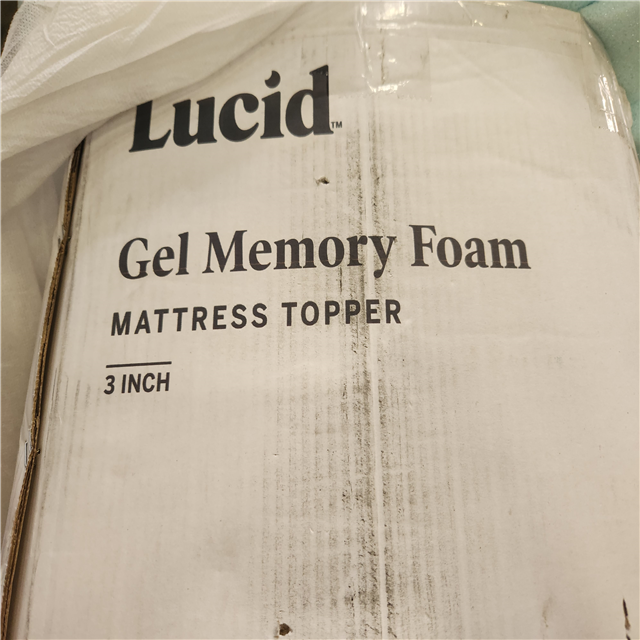 Lucid™
Gel Memory Foam
MATTRESS TOPPER
3 INCH